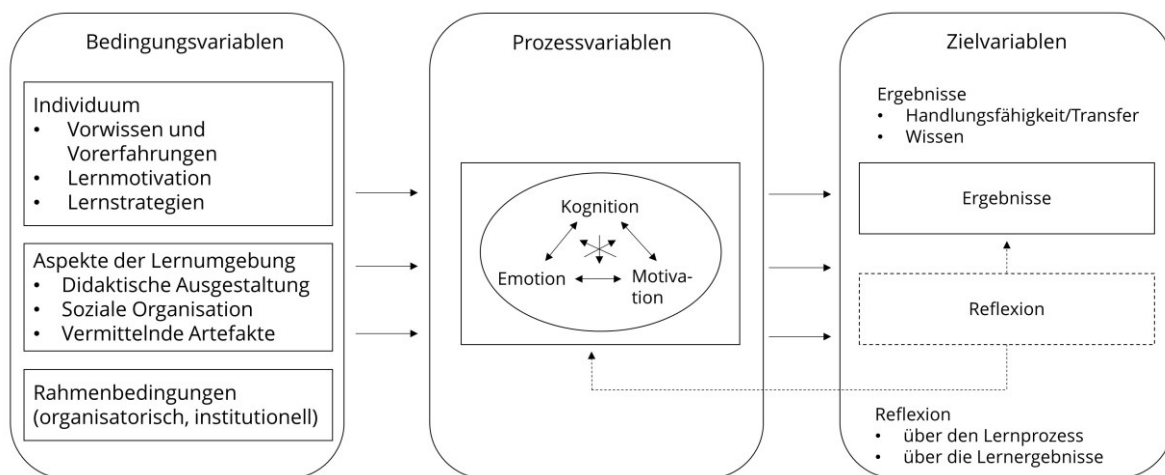 Bedingungsvariablen
Individuum
• Vorwissen und
Vorerfahrungen
• Lernmotivation
• Lernstrategien
Aspekte der Lernumgebung
• Didaktische Ausgestaltung
• Soziale Organisation
• Vermittelnde Artefakte
Rahmenbedingungen
(organisatorisch, institutionell)
Prozessvariablen
Kognition
Emotion
Motiva-
tion
Zielvariablen
Ergebnisse
• Handlungsfähigkeit/Transfer
• Wissen
Ergebnisse
Reflexion
Reflexion
• über den Lernprozess
• über die Lernergebnisse